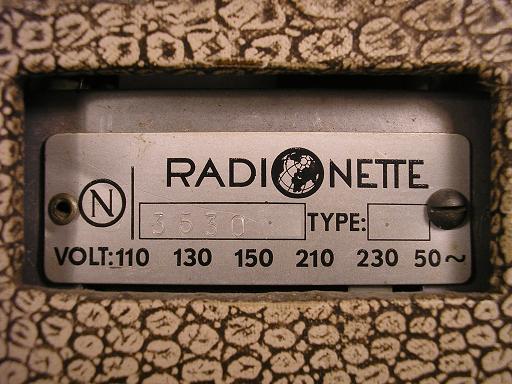 RADIONETTE
N
3530 TYPE:
VOLT: 110 130 150 210 230 50~